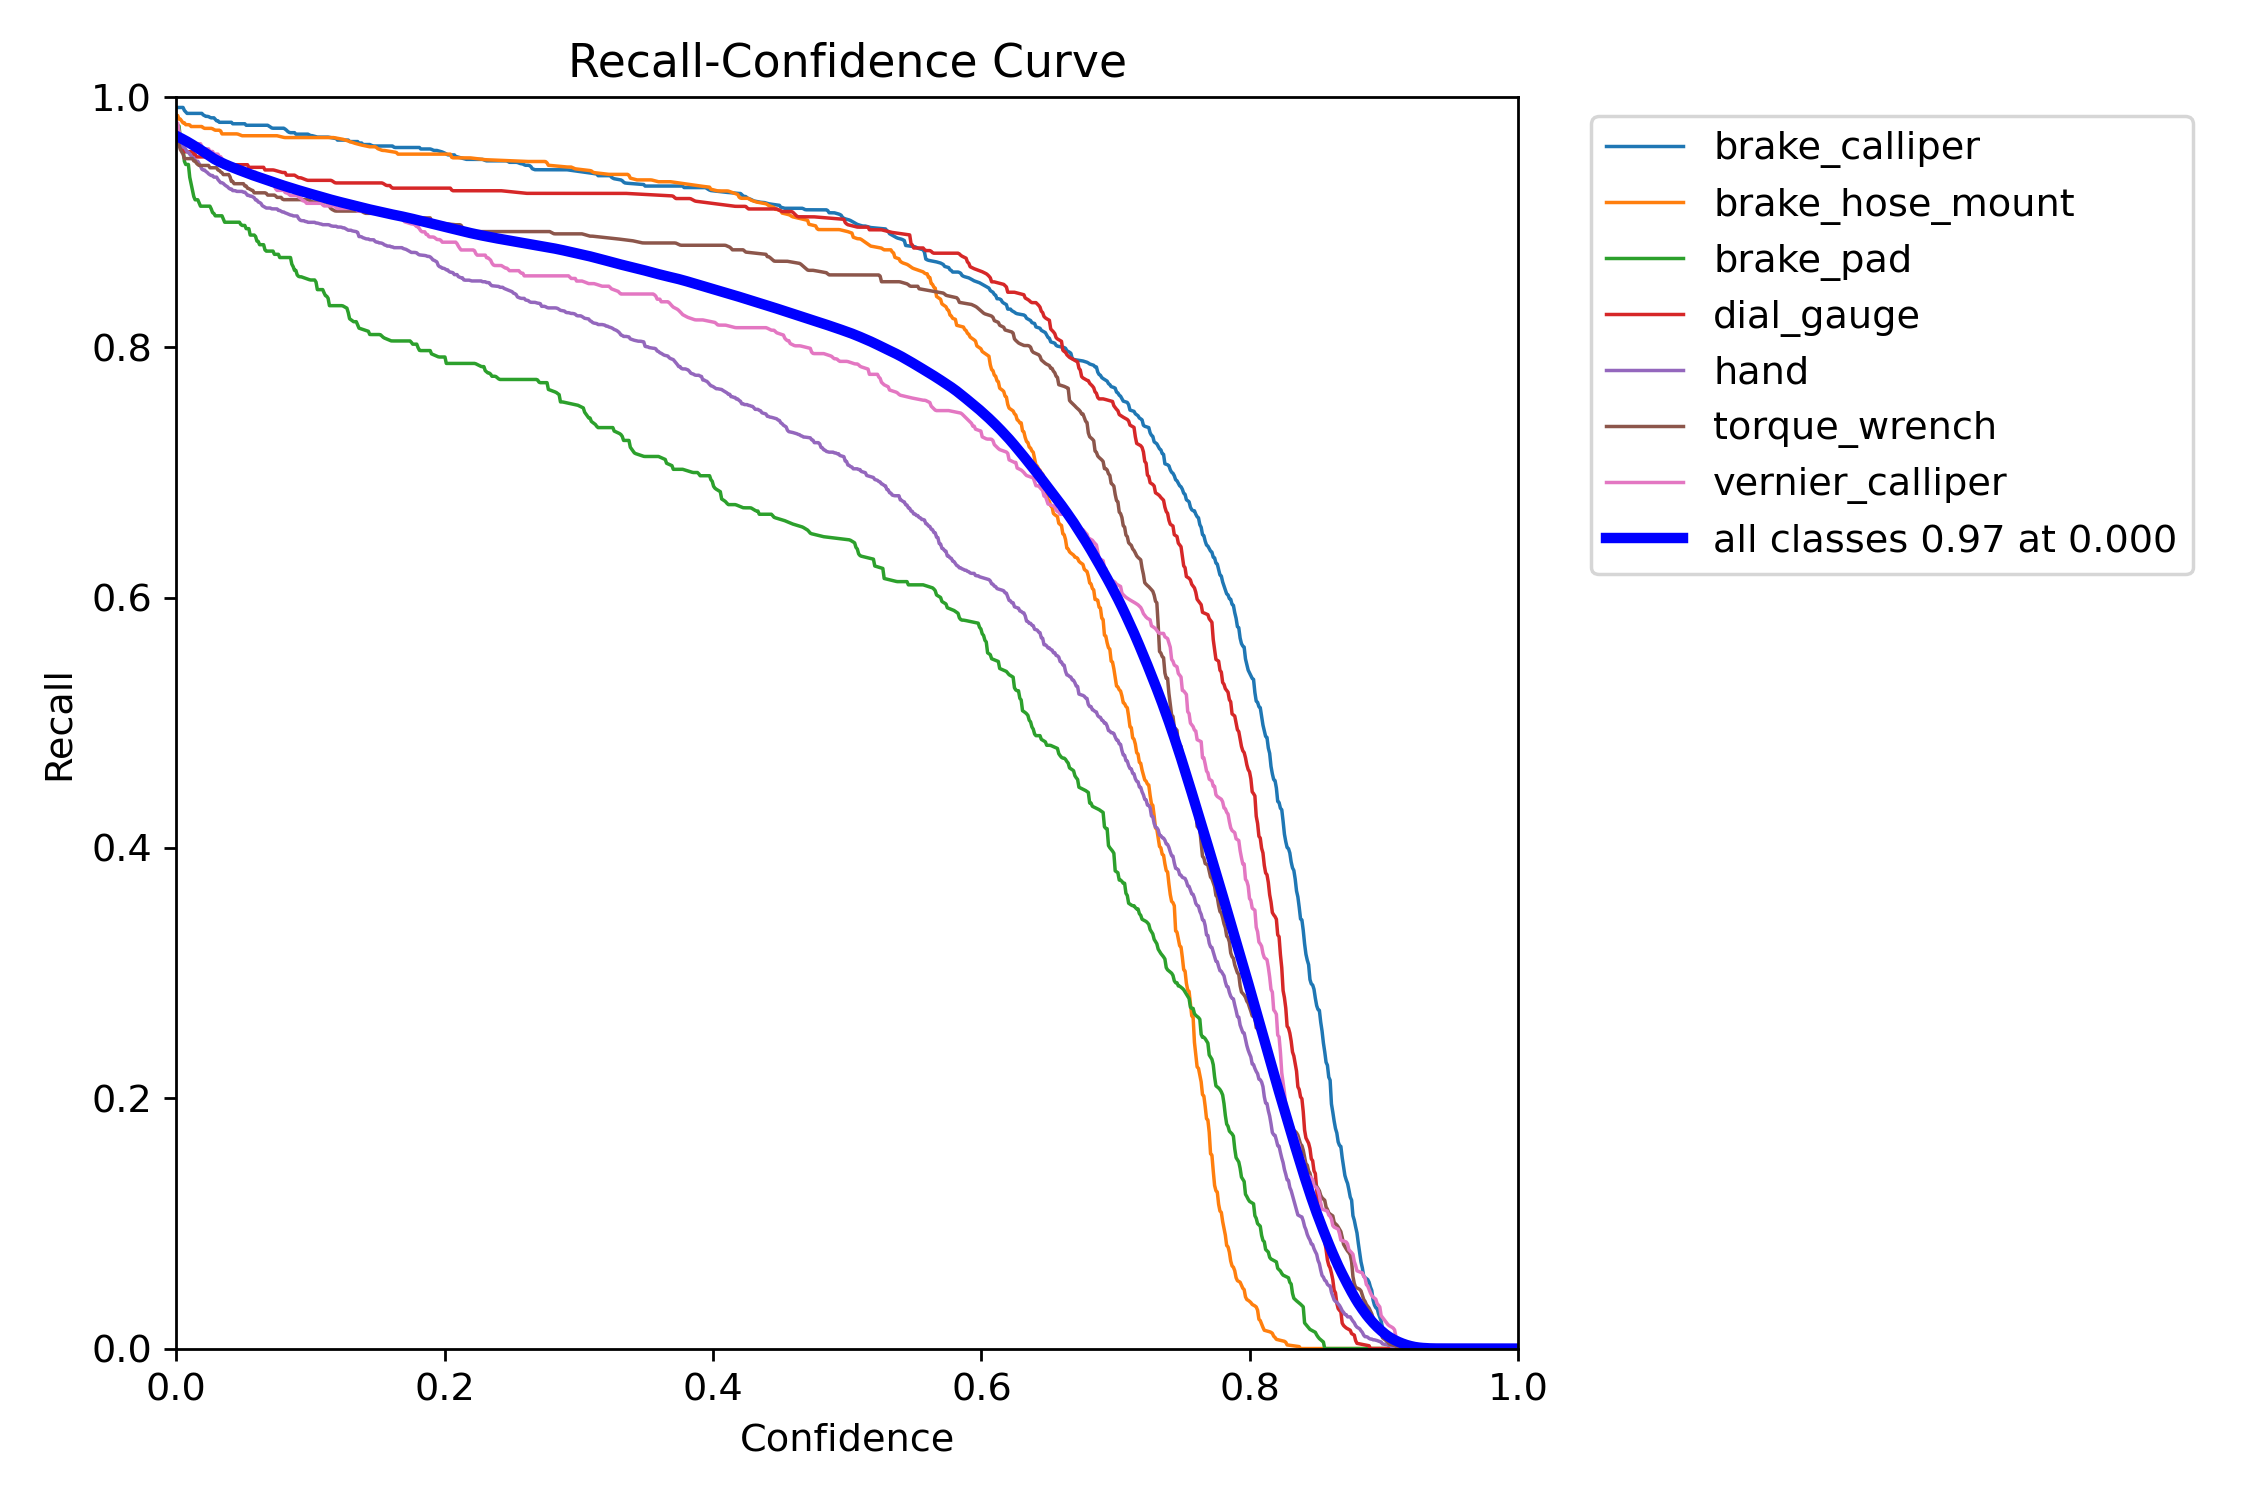 Recall-Confidence Curve
1.0
0.8
0.6
0.4
0.2
0.0
Recall
0.0 0.2 0.4 0.6 0.8 1.0
Confidence
brake_calliper
brake_hose_mount
brake_pad
dial_gauge
hand
torque_wrench
vernier_calliper
all classes 0.97 at 0.000